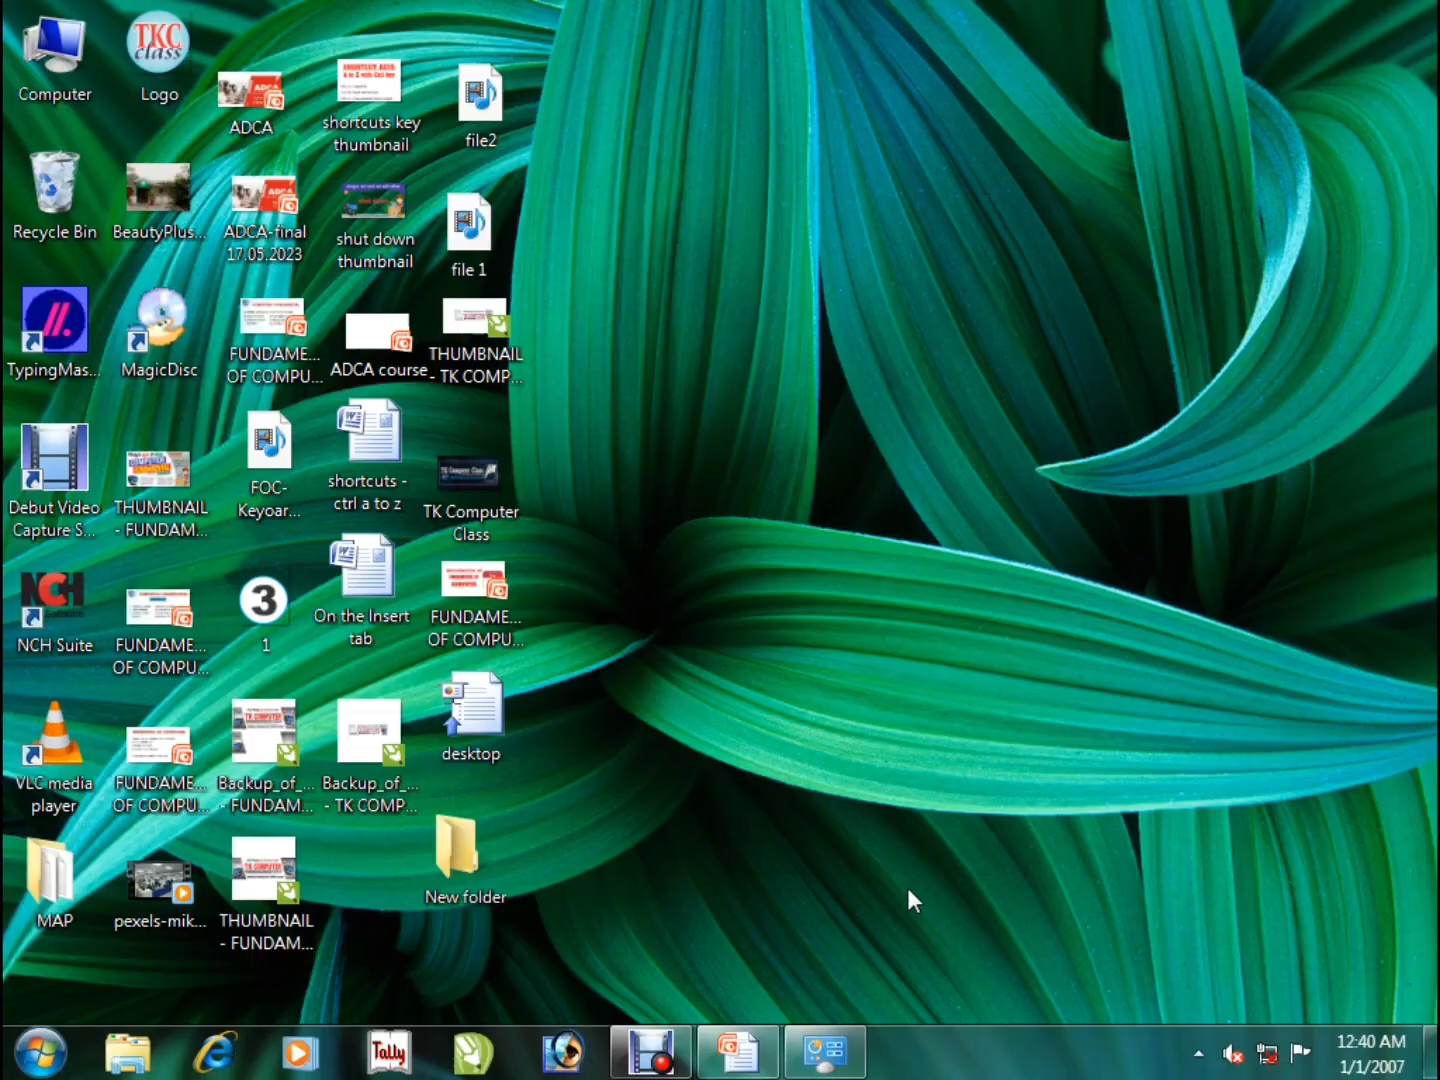 Computer
TKC
class
Logo
ADCA
shortcuts key
thumbnail
file2
Recycle Bin
BeautyPlus...
ADCA-final
17.05.2023
shut down
thumbnail
file 1
TypingMas...
MagicDisc
FUNDAME...
OF COMPU...
ADCA course
THUMBNAIL
- TK COMP...
Debut Video
Capture S...
THUMBNAIL
- FUNDAM...
FOC-
Keyoar...
shortcuts -
ctrl a to z
TK Computer
Class
NCH
NCH Suite
FUNDAME...
OF COMPU...
3
1
On the Insert
tab
FUNDAME...
OF COMPU...
VLC media
player
FUNDAME...
OF COMPU...
Backup_of_...
- FUNDAM...
Backup_of_...
- TK COMP...
desktop
MAP
pexels-mik...
THUMBNAIL
- FUNDAM...
New folder
Tally
12:40 AM
1/1/2007